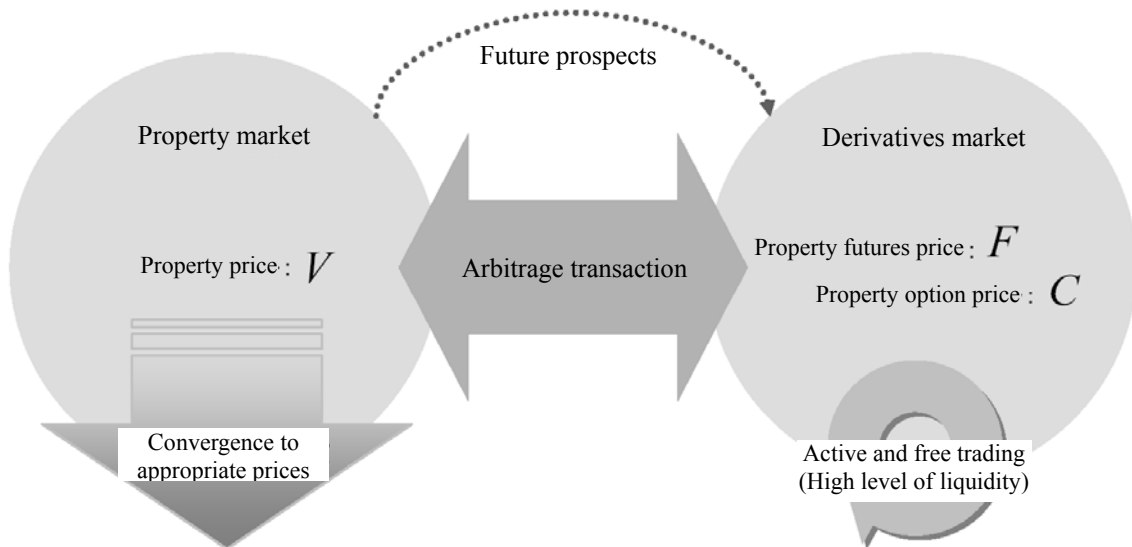 Future prospects
Property market
Derivatives market
Property price : V
Arbitrage transaction
Property futures price : F
Property option price : C
Convergence to
appropriate prices
Active and free trading
(High level of liquidity)